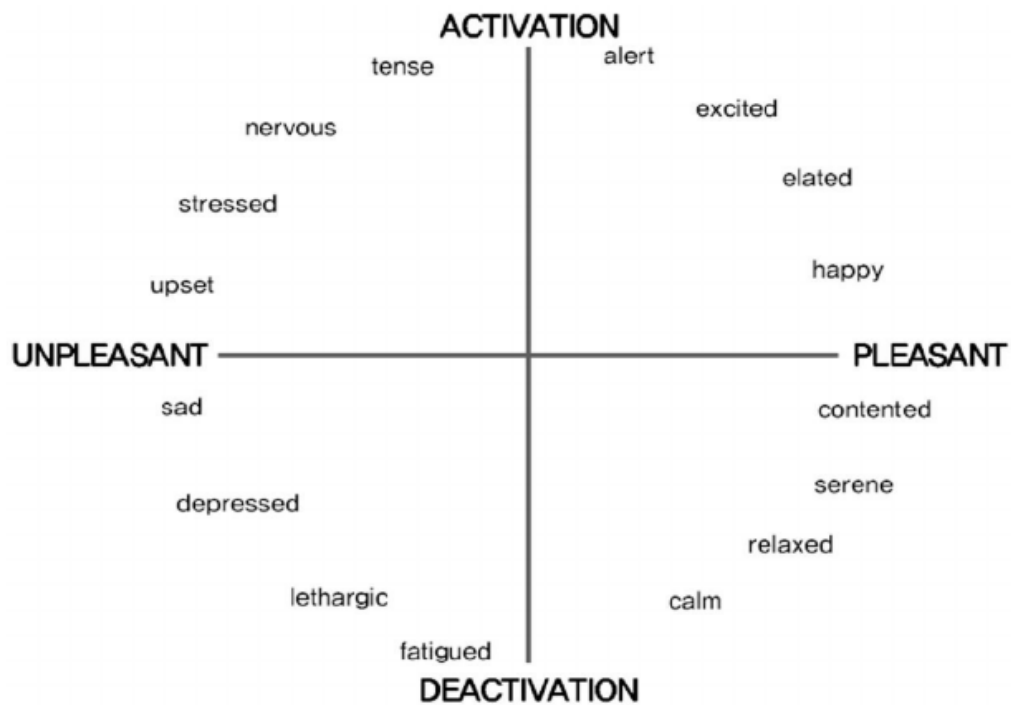 ACTIVATION
tense
alert
nervous
excited
stressed
elated
upset
happy
UNPLEASANT
PLEASANT
sad
contented
depressed
serene
relaxed
lethargic
calm
fatigued
DEACTIVATION